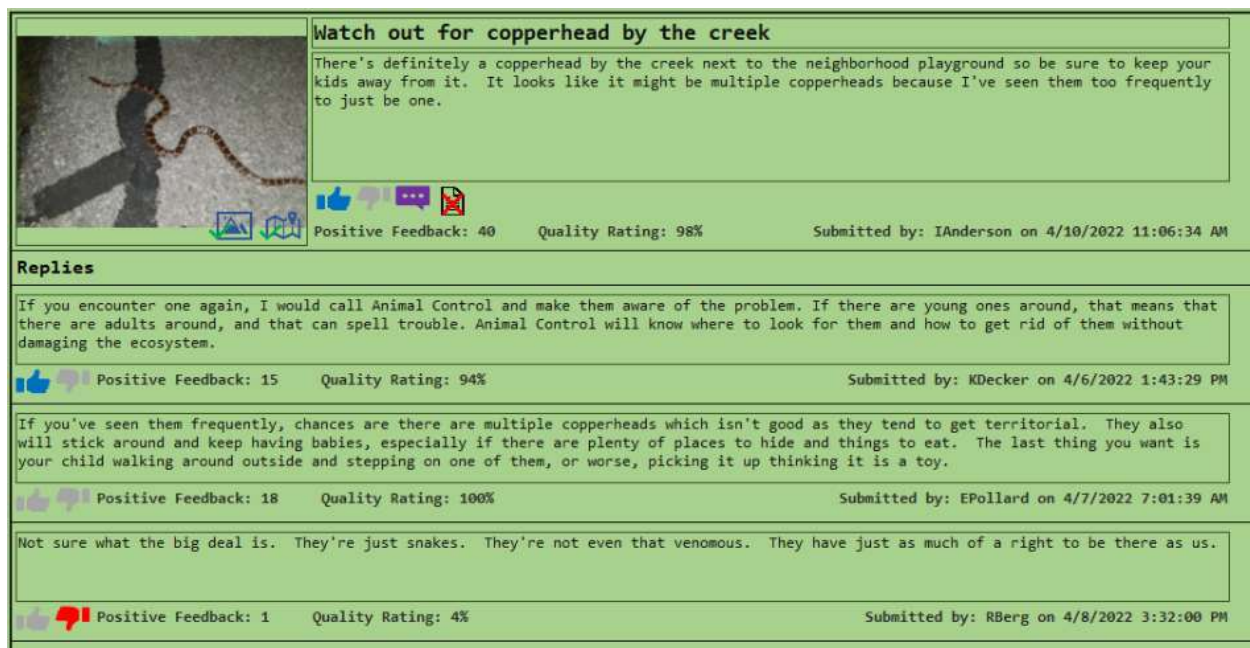 Watch out for copperhead by the creek
There's definitely a copperhead by the creek next to the neighborhood playground so be sure to keep your
kids away from it.  It looks like it might be multiple copperheads because I've seen them too frequently
to just be one.
Positive Feedback: 40 Quality Rating: 98% Submitted by: IAnderson on 4/10/2022 11:06:34 AM
Replies
If you encounter one again, I would call Animal Control and make them aware of the problem. If there are young ones around, that means that
there are adults around, and that can spell trouble. Animal Control will know where to look for them and how to get rid of them without
damaging the ecosystem.
Positive Feedback: 15 Quality Rating: 94% Submitted by: KDecker on 4/6/2022 1:43:29 PM
If you've seen them frequently, chances are there are multiple copperheads which isn't good as they tend to get territorial.  They also
will stick around and keep having babies, especially if there are plenty of places to hide and things to eat.  The last thing you want is
your child walking around outside and stepping on one of them, or worse, picking it up thinking it is a toy.
Positive Feedback: 18 Quality Rating: 100% Submitted by: EPollard on 4/7/2022 7:01:39 AM
Not sure what the big deal is.  They're just snakes.  They're not even that venomous.  They have just as much of a right to be there as us.
Positive Feedback: 1 Quality Rating: 4% Submitted by: RBerg on 4/8/2022 3:32:00 PM